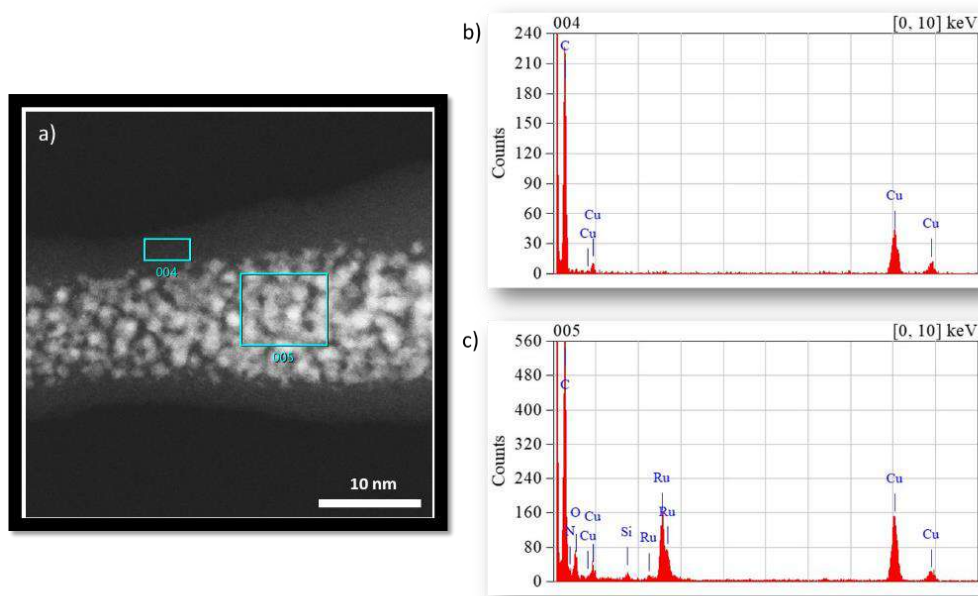 a)
004
005
10 nm
b)
004 [0, 10] keV
240
210
180
150
120
90
60
30
0
Counts
C
Cu
Cu
Cu
Cu
c)
005 [0, 10] keV
560
480
400
320
240
160
80
0
Counts
C
N
O
Cu
Cu
Si
Ru
Ru
Ru
Cu
Cu